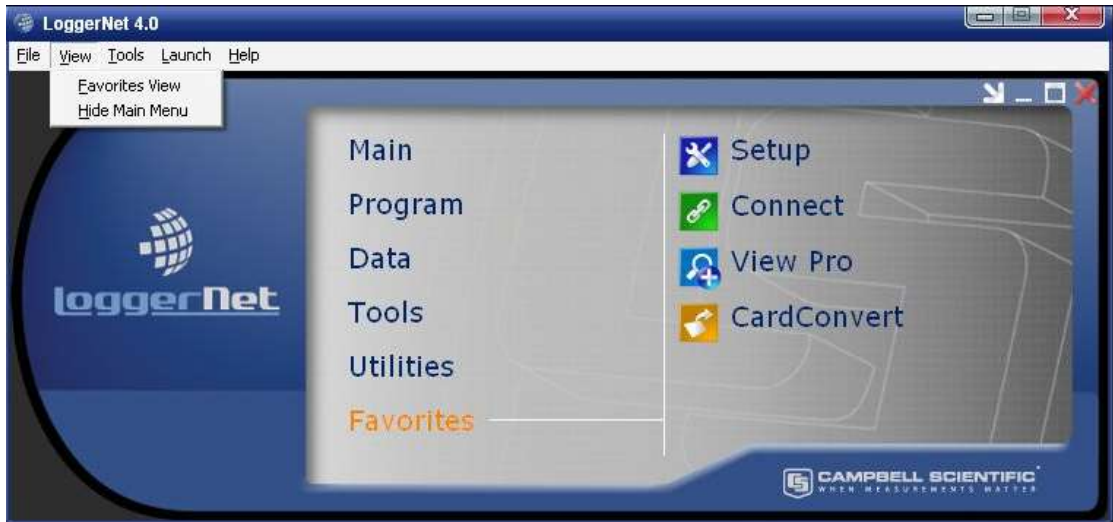 LoggerNet 4.0
File View Tools Launch Help
Favorites View
Hide Main Menu
Main
Program
Data
Tools
Utilities
Favorites
Setup
Connect
View Pro
CardConvert
loggerNet
CAMPBELL SCIENTIFIC
WHEN MEASUREMENTS MATTER